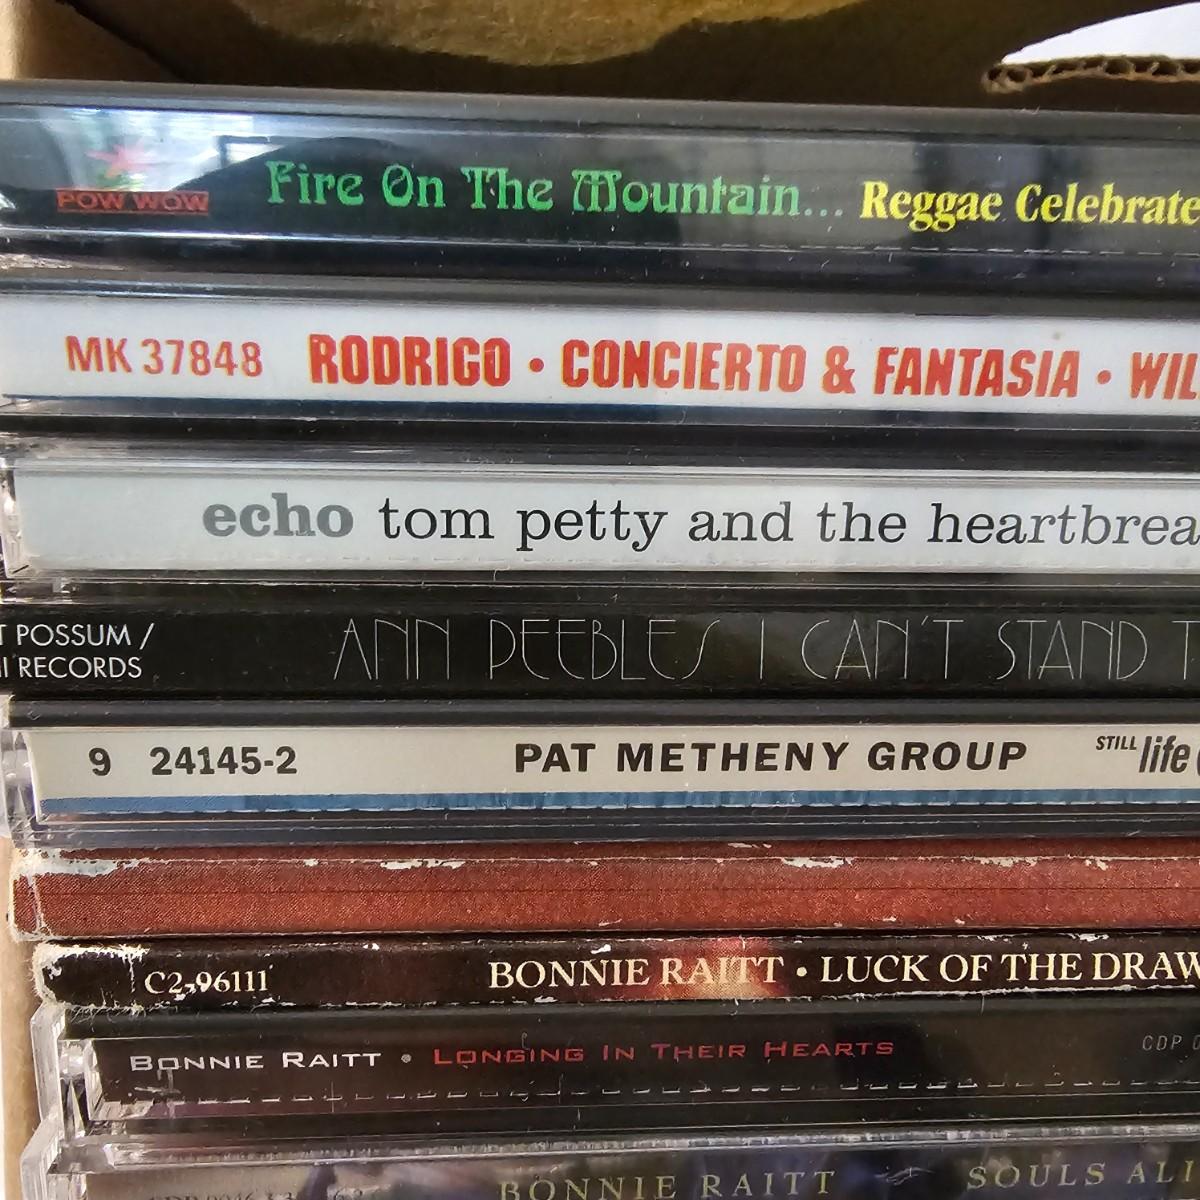 POW WOW Fire On The Mountain... Reggae Celebrate
MK 37848 RODRIGO • CONCIERTO & FANTASIA • WIL
echo tom petty and the heartbrea
T POSSUM /
I RECORDS
ANN PEEBLES I CAN'T STAND T
9 24145-2 PAT METHENY GROUP STILL life
C2-96111 BONNIE RAITT • LUCK OF THE DRAW
BONNIE RAITT • LONGING IN THEIR HEARTS CDP
BONNIE RAITT SOULS ALI